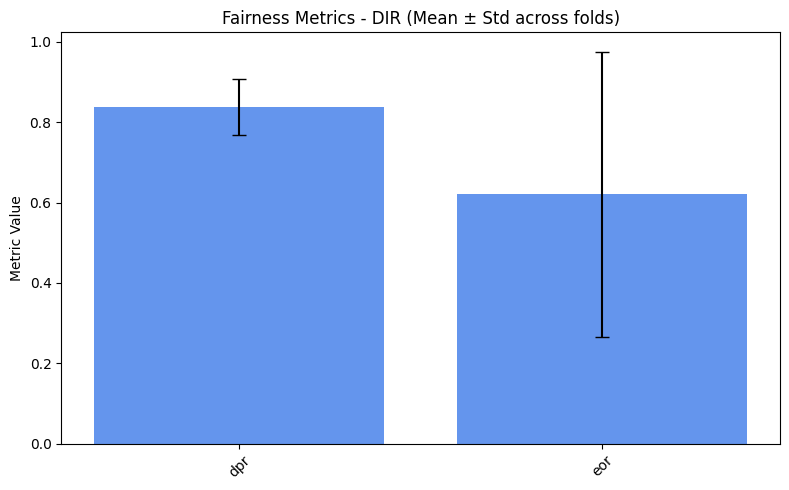 Fairness Metrics - DIR (Mean ± Std across folds)
Metric Value
1.0
0.8
0.6
0.4
0.2
0.0
dpr
eor